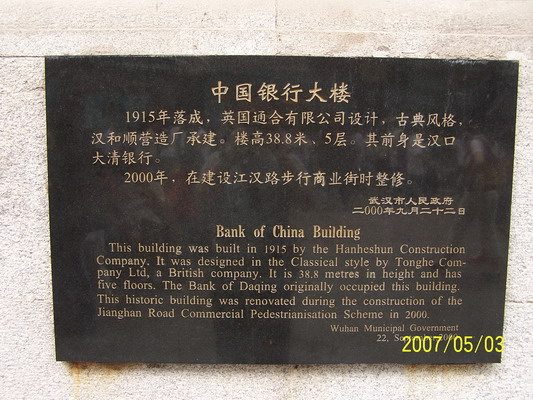 中国银行大楼
1915年落成，英国通合有限公司设计，古典风格，
汉和顺营造厂承建。楼高38.8米、5层。其前身是汉口
大清银行。
2000年，在建设江汉路步行商业街时整修。
武汉市人民政府
二000年九月二十二日
Bank of China Building
This building was built in 1915 by the Hanheshun Construction
Company. It was designed in the Classical style by Tonghe Com-
pany Ltd, a British company. It is 38.8 metres in height and has
five floors. The Bank of Daqing originally occupied this building.
This historic building was renovated during the construction of the
Jianghan Road Commercial Pedestrianisation Scheme in 2000.
Wuhan Municipal Government
22,
2007/05/03